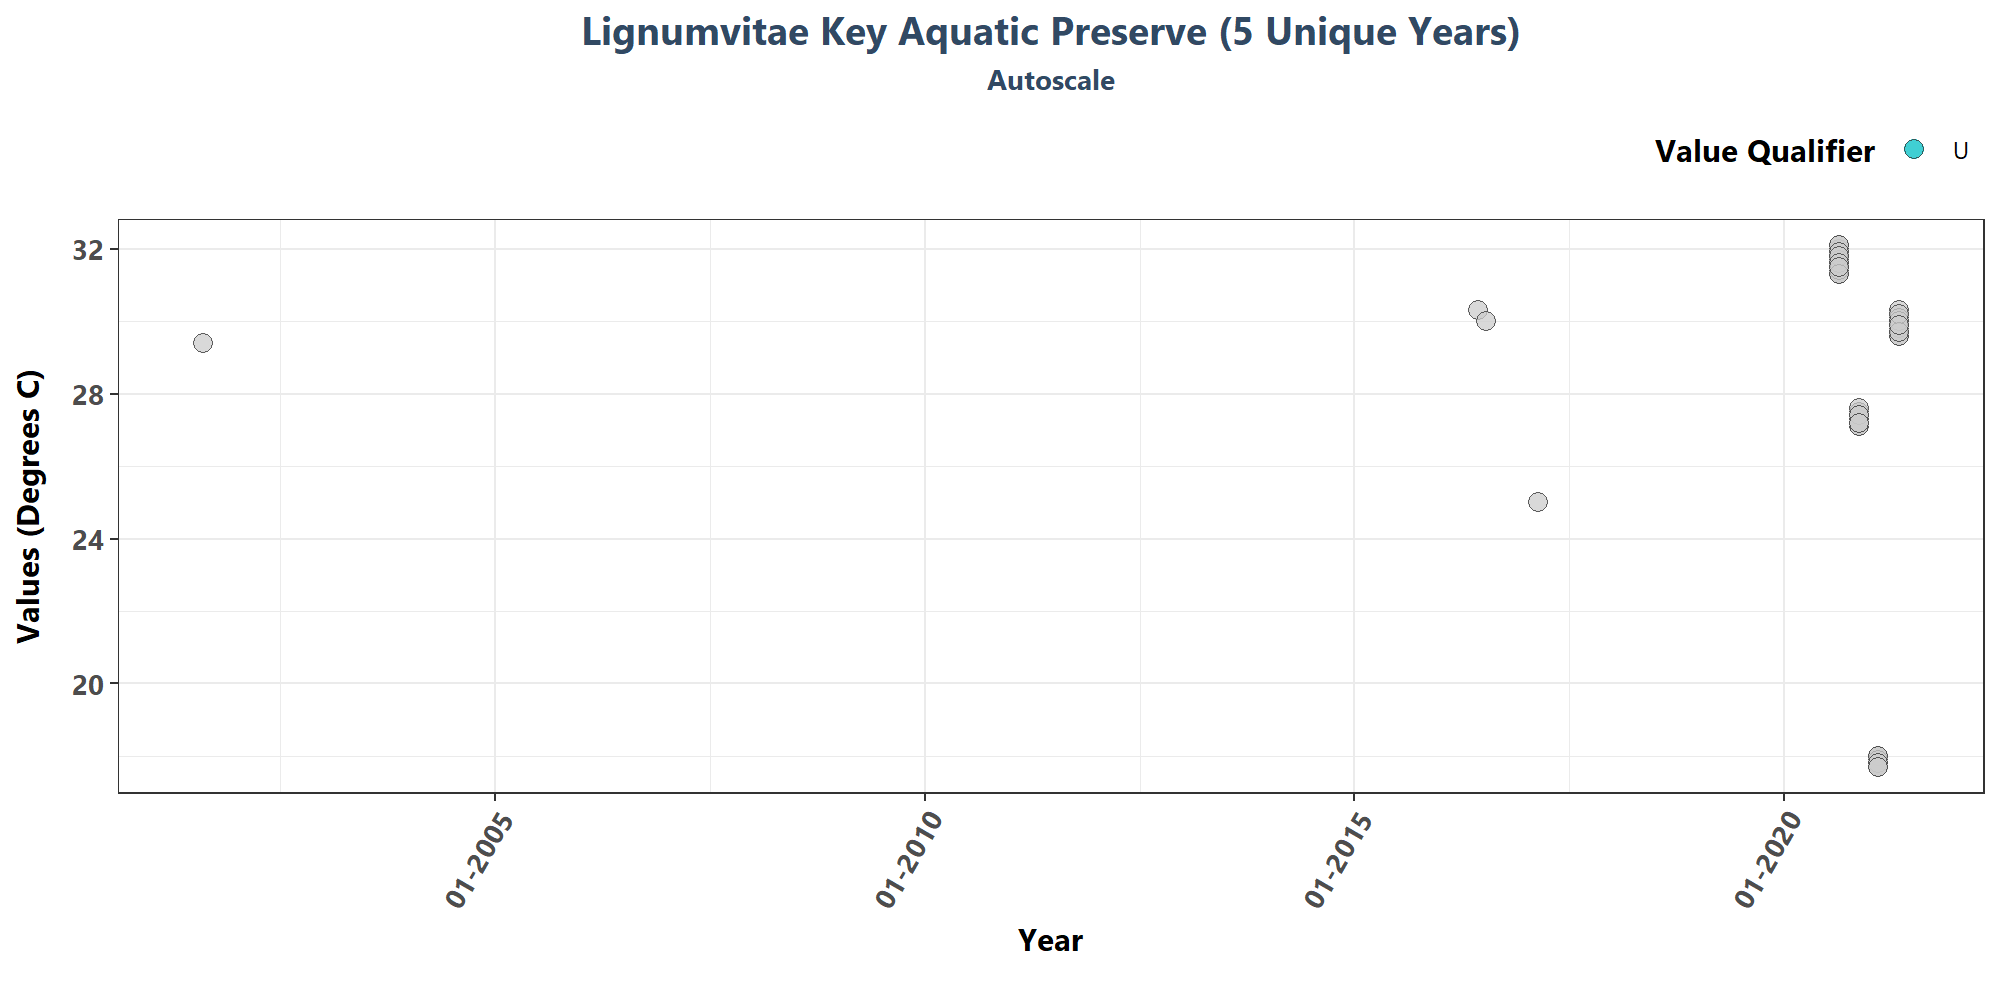 Lignumvitae Key Aquatic Preserve (5 Unique Years)
Autoscale
Value Qualifier U
Values (Degrees C)
32
28
24
20
01-2005 01-2010 01-2015 01-2020
Year